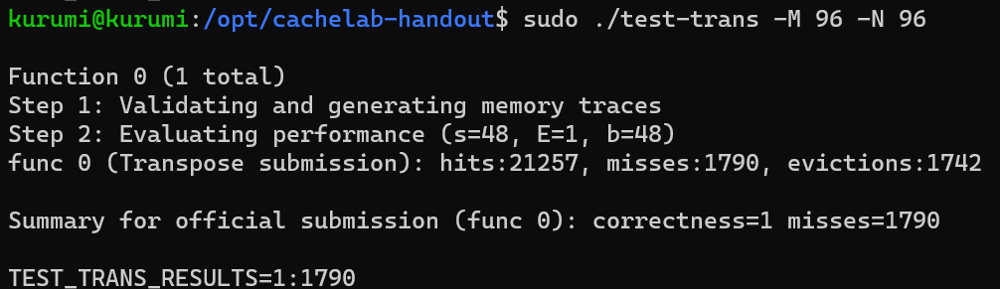 kurumi@kurumi:/opt/cachelab-handout$ sudo ./test-trans -M 96 -N 96
Function 0 (1 total)
Step 1: Validating and generating memory traces
Step 2: Evaluating performance (s=48, E=1, b=48)
func 0 (Transpose submission): hits:21257, misses:1790, evictions:1742
Summary for official submission (func 0): correctness=1 misses=1790
TEST_TRANS_RESULTS=1:1790